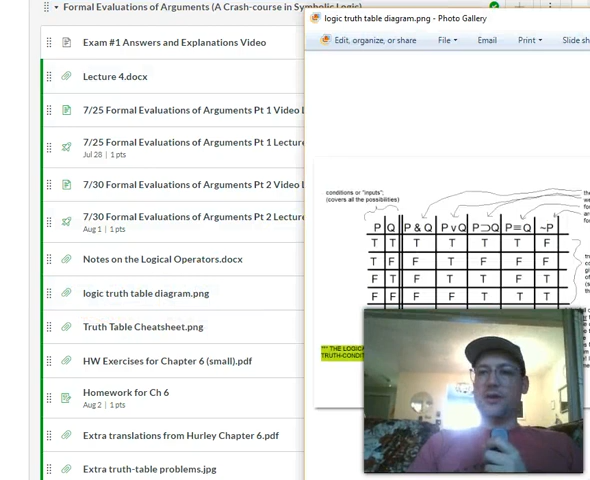 Formal Evaluations of Arguments (A Crash-course in Symbolic Logic)
logic truth table diagram.png - Photo Gallery
Exam #1 Answers and Explanations Video
Edit, organize, or share File Email Print Slide sh
Lecture 4.docx
7/25 Formal Evaluations of Arguments Pt 1 Video L
7/25 Formal Evaluations of Arguments Pt 1 Lecture
Jul 28 | 1 pts
7/30 Formal Evaluations of Arguments Pt 2 Video L
7/30 Formal Evaluations of Arguments Pt 2 Lecture
Aug 1 | 1 pts
Notes on the Logical Operators.docx
logic truth table diagram.png
Truth Table Cheatsheet.png
HW Exercises for Chapter 6 (small).pdf
Homework for Ch 6
Aug 2 | 1 pts
Extra translations from Hurley Chapter 6.pdf
Extra truth-table problems.jpg
conditions or "inputs";
(covers all the possibilities)
P Q P & Q P v Q P⊃Q P≡Q ~P
T T T T T T F
T F F T F F F
F T F T T F T
F F F F T T T
*** THE LOGICA
TRUTH-CONDIT